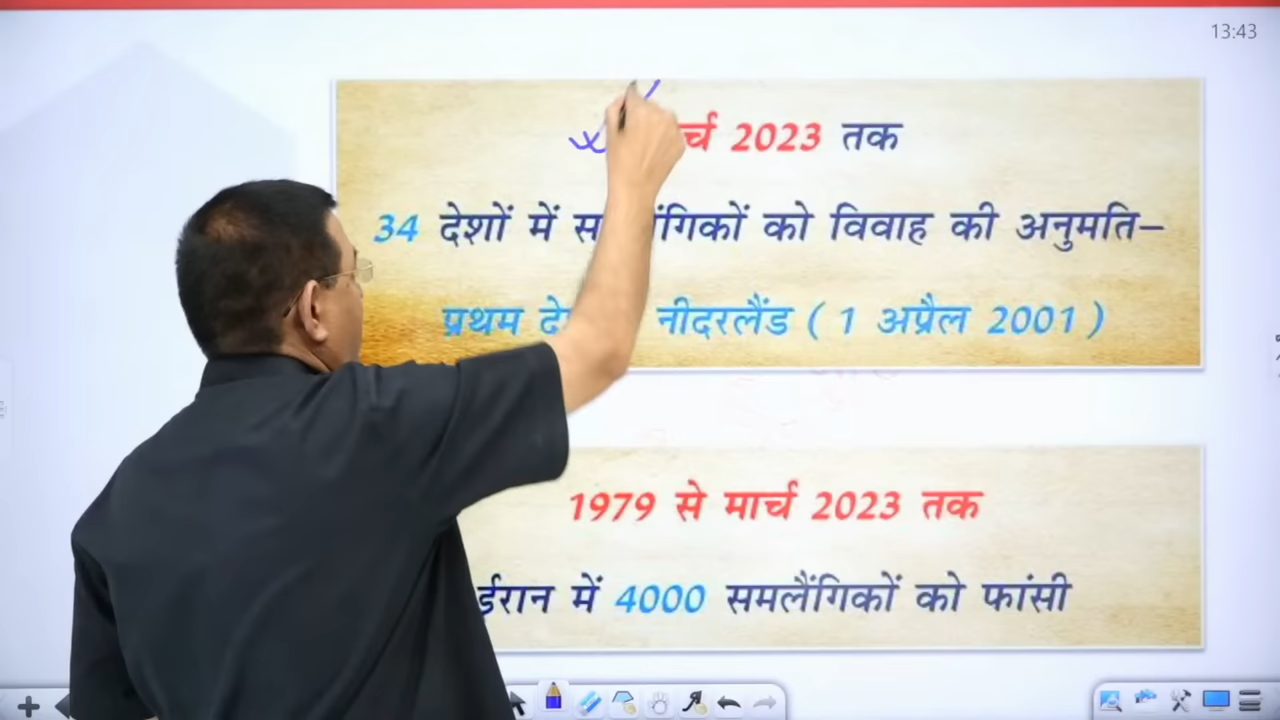 13:43
2023 तक
34 देशों में को विवाह की अनुमति–
प्रथम नीदरलैंड ( 1 अप्रैल 2001 )
1979 से मार्च 2023 तक
ईरान में 4000 समलैंगिकों को फांसी